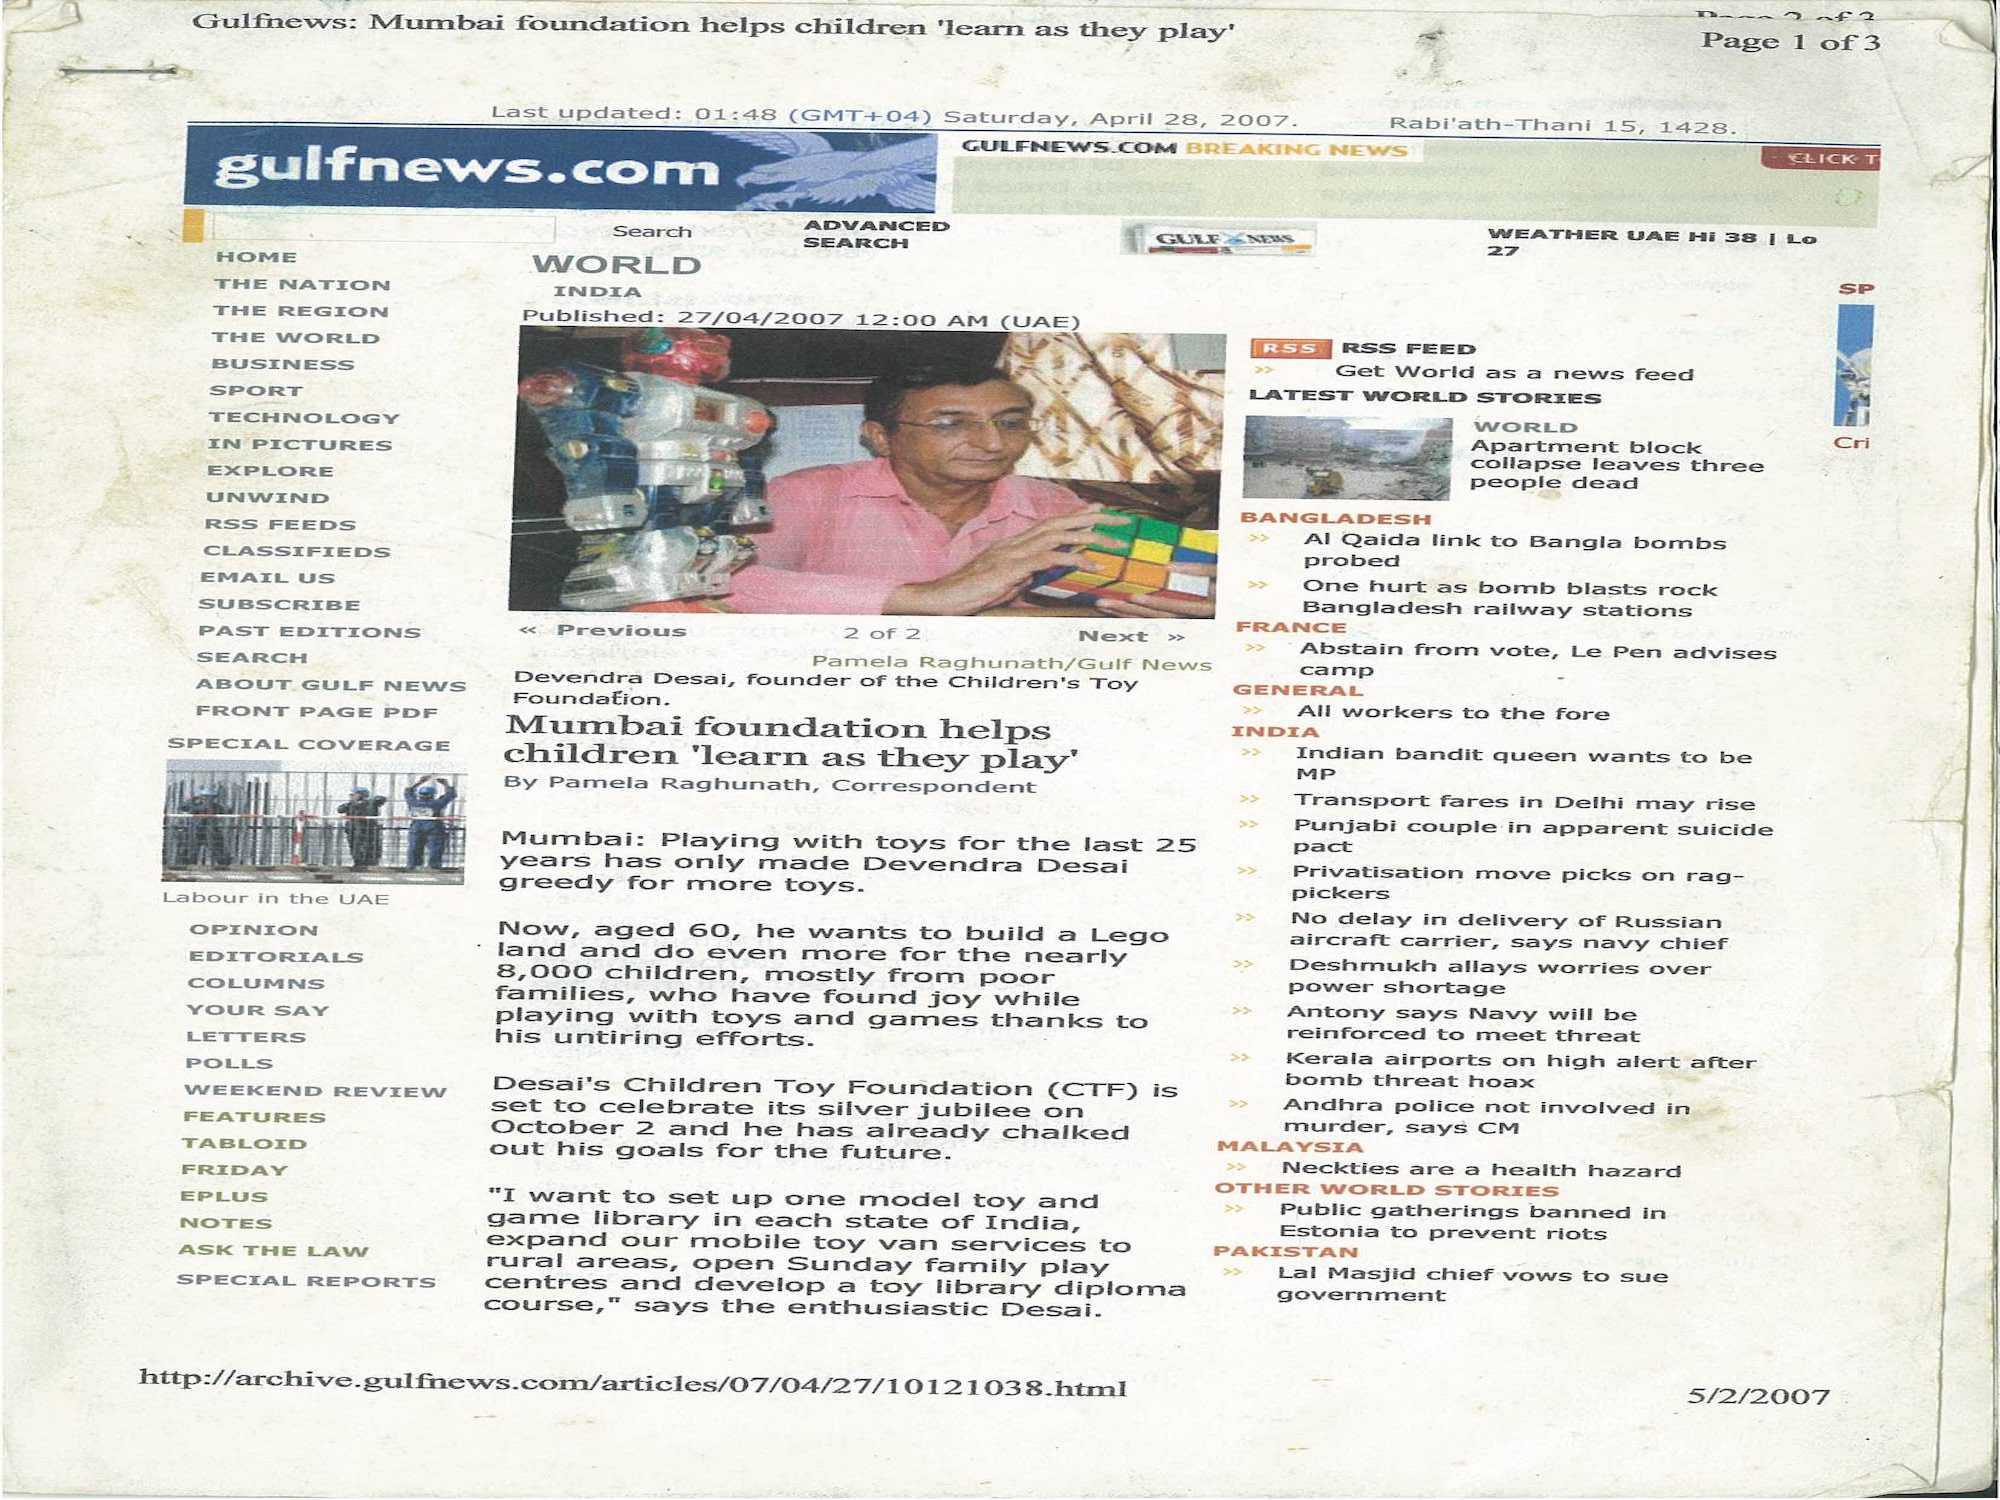 Gulfnews: Mumbai foundation helps children 'learn as they play'
Page 2 of 3
Page 1 of 3
Last updated: 01:48 (GMT+04) Saturday, April 28, 2007.
Rabi'ath-Thani 15, 1428.
gulfnews.com
GULFNEWS.COM BREAKING NEWS
CLICK T
Search
ADVANCED
SEARCH
GULF NEWS
WEATHER UAE Hi 38 | Lo
27
HOME
THE NATION
THE REGION
THE WORLD
BUSINESS
SPORT
TECHNOLOGY
IN PICTURES
EXPLORE
UNWIND
RSS FEEDS
CLASSIFIEDS
EMAIL US
SUBSCRIBE
PAST EDITIONS
SEARCH
ABOUT GULF NEWS
FRONT PAGE PDF
SPECIAL COVERAGE
Labour in the UAE
OPINION
EDITORIALS
COLUMNS
YOUR SAY
LETTERS
POLLS
WEEKEND REVIEW
FEATURES
TABLOID
FRIDAY
EPLUS
NOTES
ASK THE LAW
SPECIAL REPORTS
WORLD
INDIA
Published: 27/04/2007 12:00 AM (UAE)
« Previous
2 of 2
Next »
Pamela Raghunath/Gulf News
Devendra Desai, founder of the Children's Toy
Foundation.
Mumbai foundation helps
children 'learn as they play'
By Pamela Raghunath, Correspondent
Mumbai: Playing with toys for the last 25
years has only made Devendra Desai
greedy for more toys.
Now, aged 60, he wants to build a Lego
land and do even more for the nearly
8,000 children, mostly from poor
families, who have found joy while
playing with toys and games thanks to
his untiring efforts.
Desai's Children Toy Foundation (CTF) is
set to celebrate its silver jubilee on
October 2 and he has already chalked
out his goals for the future.
"I want to set up one model toy and
game library in each state of India,
expand our mobile toy van services to
rural areas, open Sunday family play
centres and develop a toy library diploma
course," says the enthusiastic Desai.
RSS RSS FEED
» Get World as a news feed
LATEST WORLD STORIES
WORLD
Apartment block
collapse leaves three
people dead
BANGLADESH
» Al Qaida link to Bangla bombs
probed
» One hurt as bomb blasts rock
Bangladesh railway stations
FRANCE
» Abstain from vote, Le Pen advises
camp
GENERAL
» All workers to the fore
INDIA
» Indian bandit queen wants to be
MP
» Transport fares in Delhi may rise
» Punjabi couple in apparent suicide
pact
» Privatisation move picks on rag-
pickers
» No delay in delivery of Russian
aircraft carrier, says navy chief
» Deshmukh allays worries over
power shortage
» Antony says Navy will be
reinforced to meet threat
» Kerala airports on high alert after
bomb threat hoax
» Andhra police not involved in
murder, says CM
MALAYSIA
» Neckties are a health hazard
OTHER WORLD STORIES
» Public gatherings banned in
Estonia to prevent riots
PAKISTAN
» Lal Masjid chief vows to sue
government
SP
Cri
http://archive.gulfnews.com/articles/07/04/27/10121038.html
5/2/2007